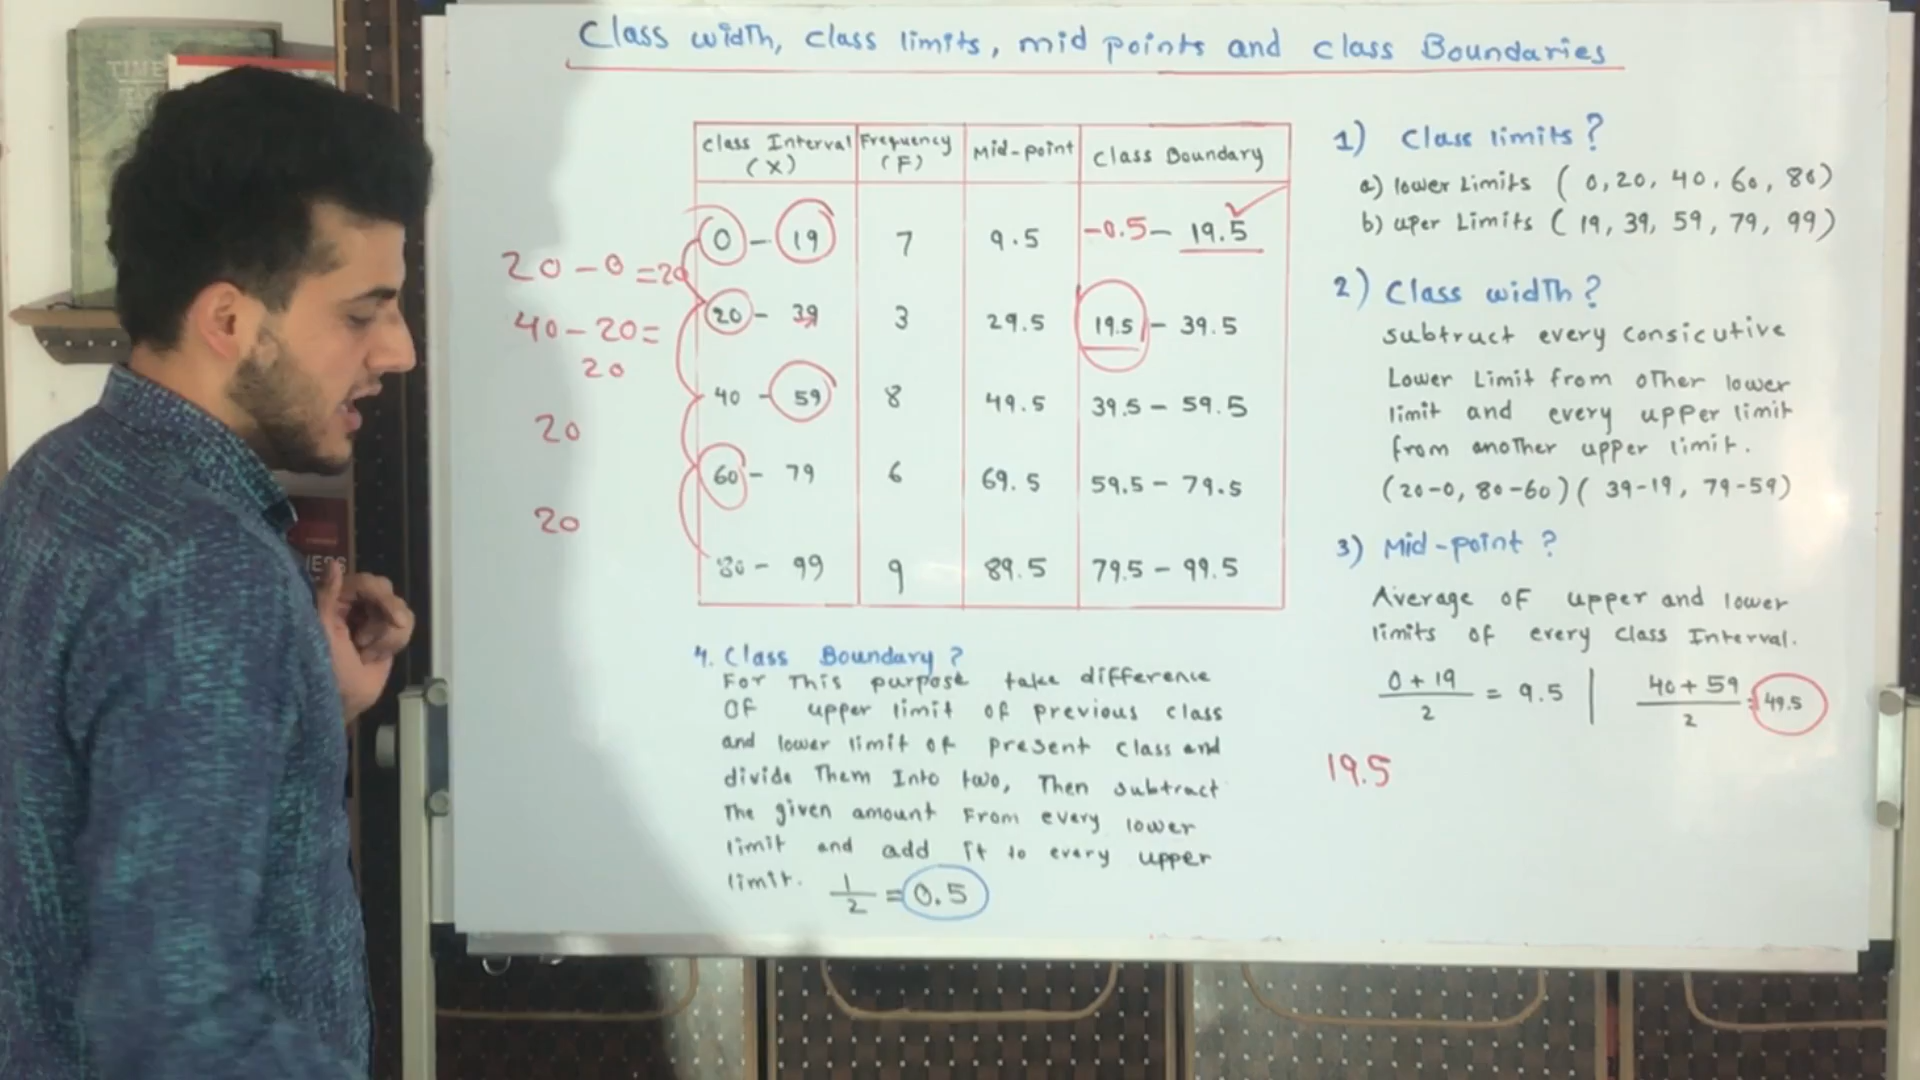 Class width, class limits, mid points and class Boundaries
Class Interval (X) Frequency (F) Mid-point Class Boundary
0 - 19 7 9.5 -0.5 - 19.5
20 - 39 3 29.5 19.5 - 39.5
40 - 59 8 49.5 39.5 - 59.5
60 - 79 6 69.5 59.5 - 79.5
80 - 99 9 89.5 79.5 - 99.5
20 - 0 = 20
40 - 20 =
20
20
20
4. Class Boundary ?
For This purpose take difference
OF upper limit of previous class
and lower limit of present class and
divide Them Into two, Then subtract
The given amount From every lower
limit and add it to every upper
limit. 1/2 = 0.5
1) Class limits ?
a) lower Limits ( 0, 20, 40, 60, 80)
b) uper Limits ( 19, 39, 59, 79, 99)
2) Class width ?
subtruct every consicutive
Lower Limit from other lower
limit and every upper limit
from another upper limit.
(20-0, 80-60) ( 39-19, 79-59)
3) Mid-point ?
Average OF upper and lower
limits of every class Interval.
0 + 19 / 2 = 9.5 | 40 + 59 / 2 = 49.5
19.5
TIME